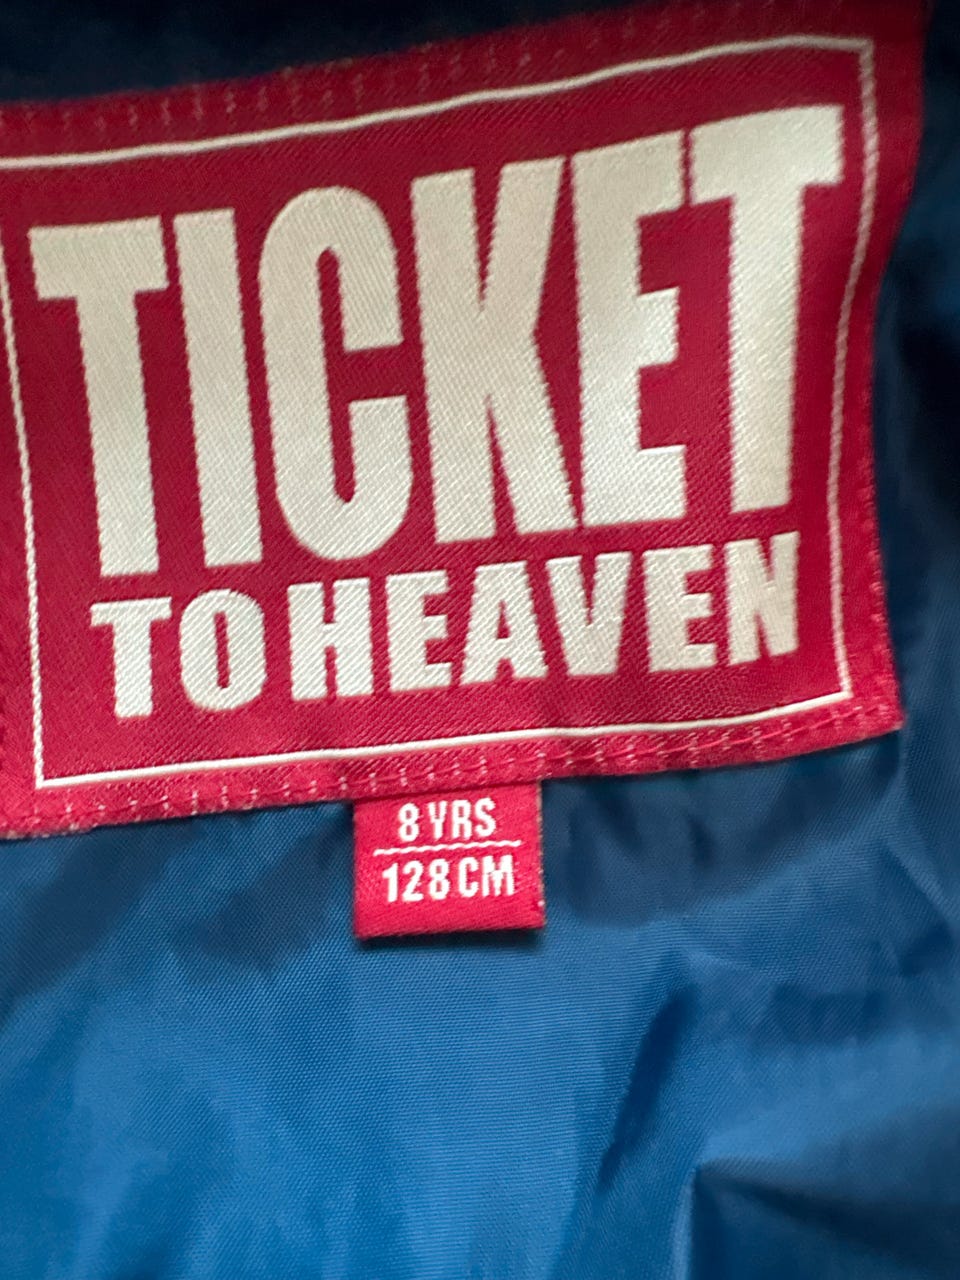 TICKET
TO HEAVEN
8 YRS
128 CM